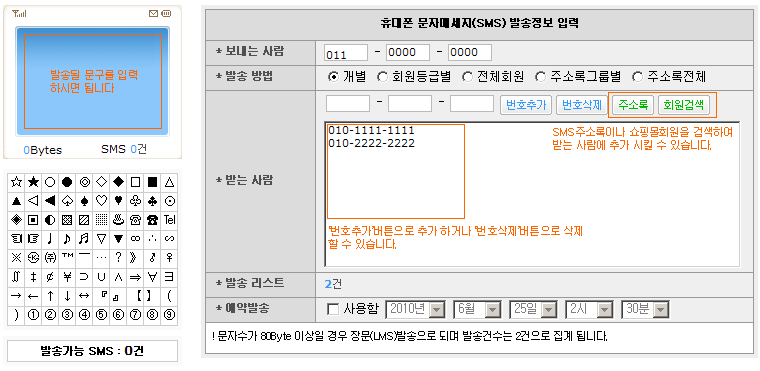 발송될 문구를 입력
하시면 됩니다
0Bytes SMS 0건
☆ ★ ○ ● ◎ ◇ ◆ □ ■ △
▲ ◁ ◀ ♤ ♠ ♡ ♥ ♧ ♣ ⊙
◈ ▣ ◐ ▨ ▧ ▦ ♨ ☏ ☎ Tel
☜ ☞ ♩ ♪ ♬ ▽ ▼ ∞ ∴ ∽
※ ㉿ ㈜ ™ ― … ? 》 ♂ ♀
∬ ‡ ￠ ￥ ⊃ ∪ ∧ ⇒ ∀ ∃
→ ← ↑ ↓ ↔ 『 』 【 】 (
) ① ② ③ ④ ⑤ ⑥ ⑦ ⑧ ⑨
발송가능 SMS : 0건
휴대폰 문자메세지(SMS) 발송정보 입력
* 보내는 사람 011 - 0000 - 0000
* 발송 방법 개별 회원등급별 전체회원 주소록그룹별 주소록전체
- - 번호추가 번호삭제 주소록 회원검색
* 받는 사람
010-1111-1111
010-2222-2222
SMS주소록이나 쇼핑몰회원을 검색하여
받는 사람에 추가 시킬 수 있습니다.
'번호추가'버튼으로 추가 하거나 '번호삭제'버튼으로 삭제
할 수 있습니다.
* 발송 리스트 2건
* 예약발송 사용함 2010년 6월 25일 2시 30분
! 문자수가 80Byte 이상일 경우 장문(LMS)발송으로 되며 발송건수는 2건으로 집계 됩니다.